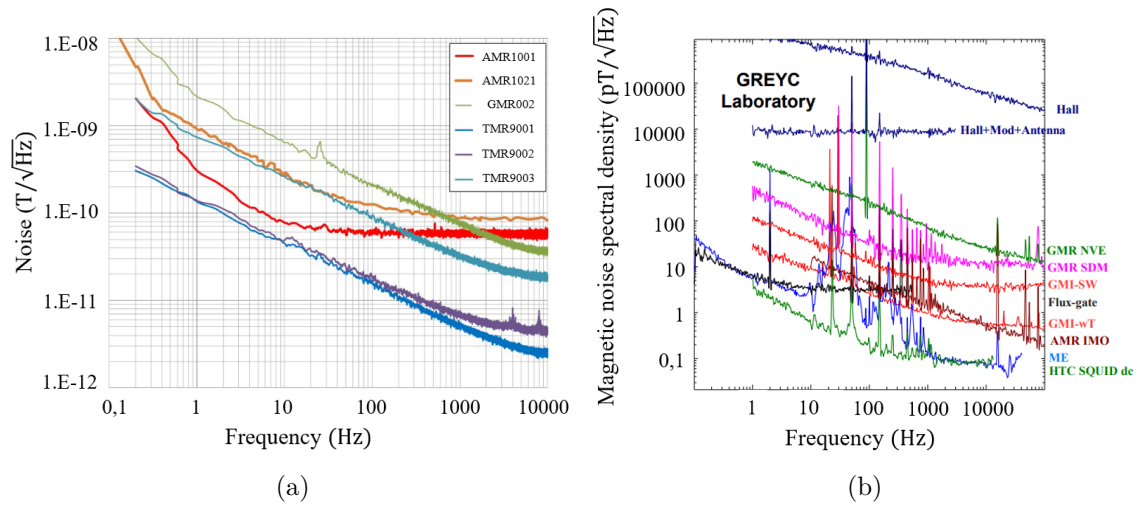 1.E-08
1.E-09
1.E-10
1.E-11
1.E-12
Noise (T/√Hz)
0,1
1
10
100
1000
10000
Frequency (Hz)
AMR1001
AMR1021
GMR002
TMR9001
TMR9002
TMR9003
(a)
Magnetic noise spectral density (pT/√Hz)
100000
10000
1000
100
10
1
0,1
GREYC
Laboratory
Hall
Hall+Mod+Antenna
GMR NVE
GMR SDM
GMI-SW
Flux-gate
GMI-wT
AMR IMO
ME
HTC SQUID dc
1
10
100
1000
10000
Frequency (Hz)
(b)